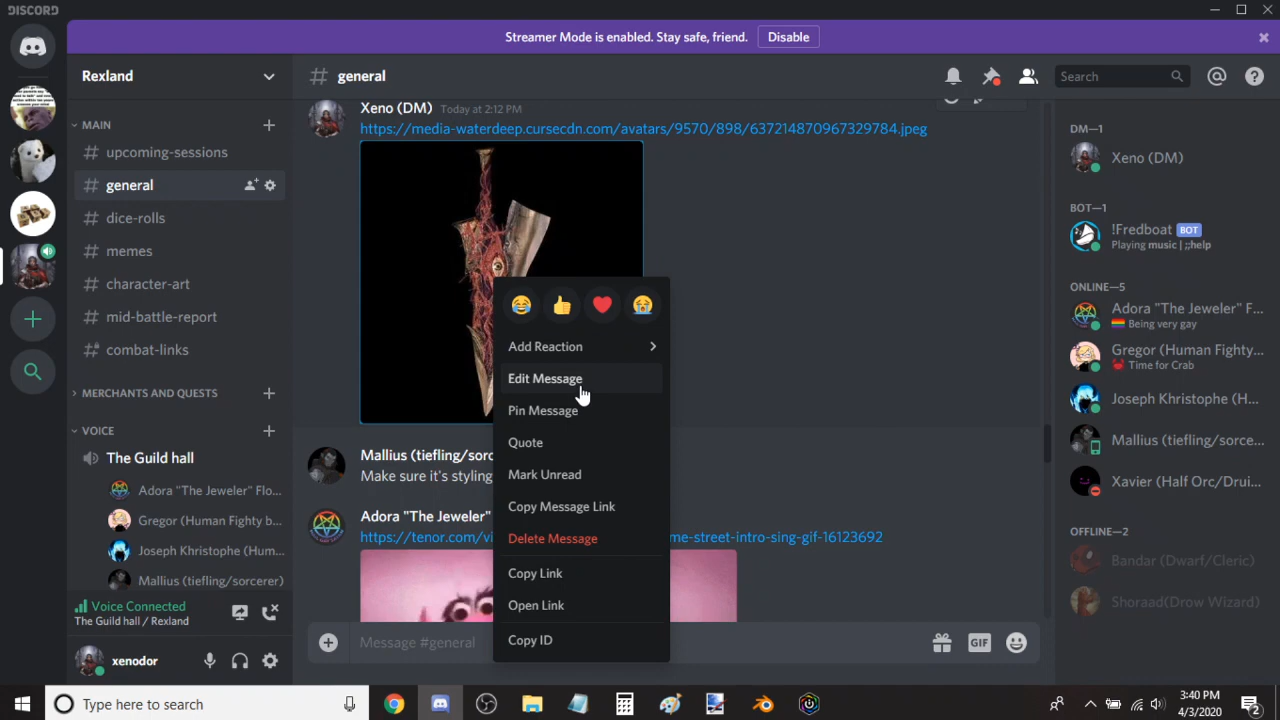 DISCORD
Streamer Mode is enabled. Stay safe, friend.
Disable
Rexland
# general
Search
MAIN
# upcoming-sessions
# general
# dice-rolls
# memes
# character-art
# mid-battle-report
# combat-links
MERCHANTS AND QUESTS
VOICE
The Guild hall
Adora "The Jeweler" Flo...
Gregor (Human Fighty b...
Joseph Khristophe (Hum...
Mallius (tiefling/sorcerer)
Voice Connected
The Guild hall / Rexland
xenodor
Xeno (DM) Today at 2:12 PM
https://media-waterdeep.cursecdn.com/avatars/9570/898/637214870967329784.jpeg
Add Reaction
Edit Message
Pin Message
Quote
Mark Unread
Copy Message Link
Delete Message
Copy Link
Open Link
Copy ID
Mallius (tiefling/sorc
Make sure it's styling
Adora "The Jeweler"
https://tenor.com/vi
me-street-intro-sing-gif-16123692
Message #general
GIF
DM—1
Xeno (DM)
BOT—1
!Fredboat BOT
Playing music | ;;help
ONLINE—5
Adora "The Jeweler" F...
Being very gay
Gregor (Human Fighty...
Time for Crab
Joseph Khristophe (H...
Mallius (tiefling/sorce...
Xavier (Half Orc/Drui...
OFFLINE—2
Bandar (Dwarf/Cleric)
Shoraad(Drow Wizard)
Type here to search
3:40 PM
4/3/2020
2